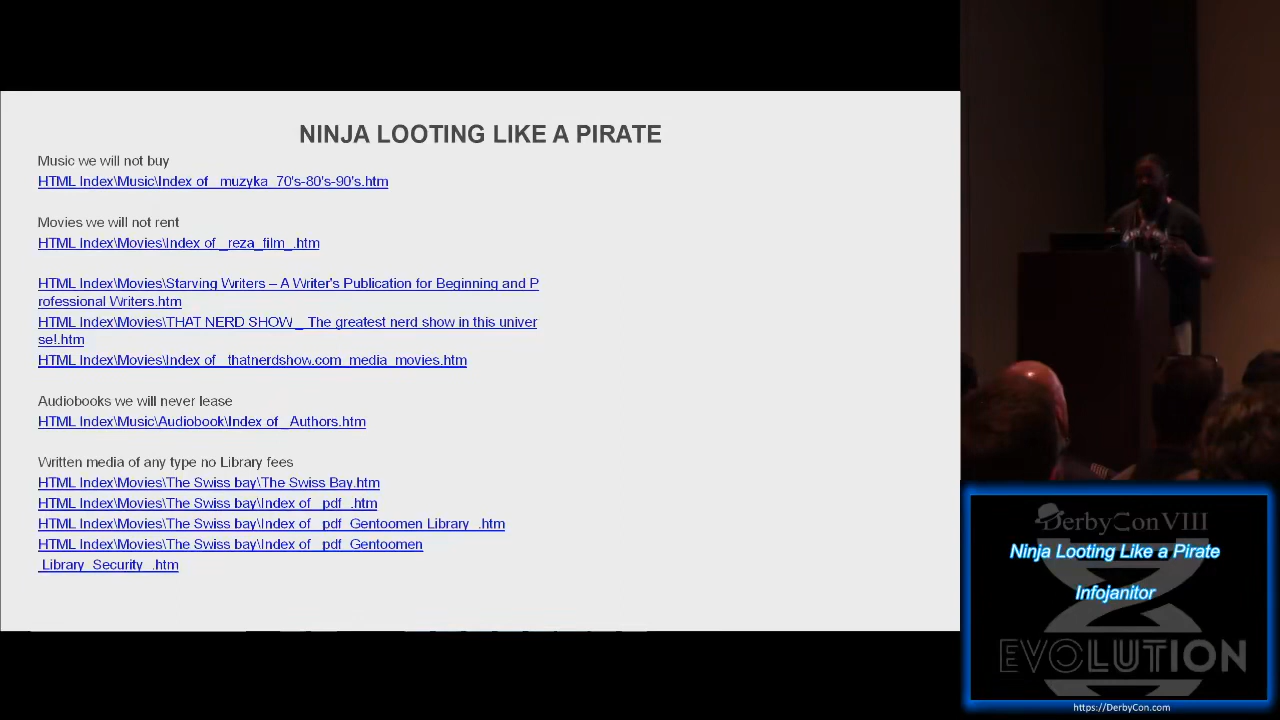 NINJA LOOTING LIKE A PIRATE
Music we will not buy
HTML Index\Music\Index of _muzyka_70's-80's-90's.htm
Movies we will not rent
HTML Index\Movies\Index of _reza_film_.htm
HTML Index\Movies\Starving Writers – A Writer's Publication for Beginning and P
rofessional Writers.htm
HTML Index\Movies\THAT NERD SHOW _ The greatest nerd show in this univer
se!.htm
HTML Index\Movies\Index of _thatnerdshow.com_media_movies.htm
Audiobooks we will never lease
HTML Index\Music\Audiobook\Index of _Authors.htm
Written media of any type no Library fees
HTML Index\Movies\The Swiss bay\The Swiss Bay.htm
HTML Index\Movies\The Swiss bay\Index of _pdf_.htm
HTML Index\Movies\The Swiss bay\Index of _pdf_Gentoomen Library_.htm
HTML Index\Movies\The Swiss bay\Index of _pdf_Gentoomen
_Library_Security_.htm
DerbyCon VIII
Ninja Looting Like a Pirate
Infojanitor
EVOLUTION
https://DerbyCon.com